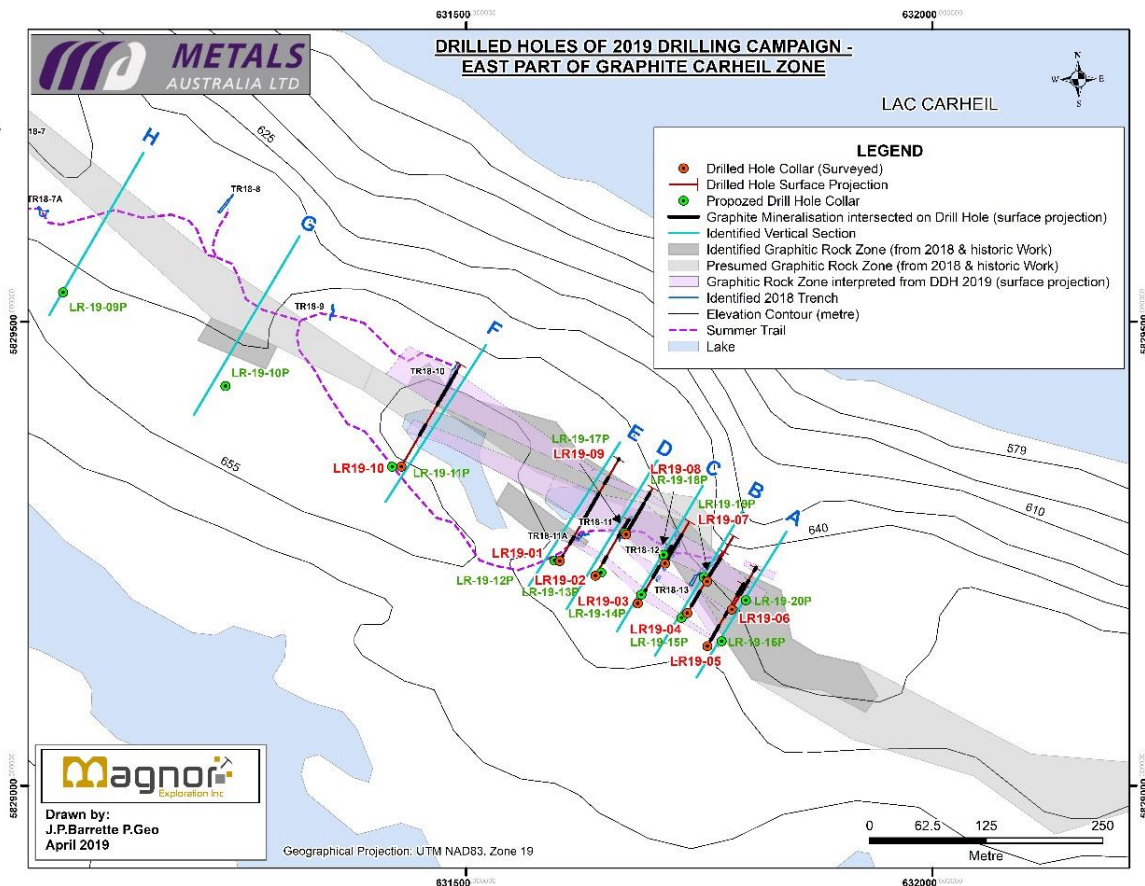 631500
632000
METALS
AUSTRALIA LTD
DRILLED HOLES OF 2019 DRILLING CAMPAIGN -
EAST PART OF GRAPHITE CARHEIL ZONE
N
W E
S
LAC CARHEIL
LEGEND
Drilled Hole Collar (Surveyed)
Drilled Hole Surface Projection
Propozed Drill Hole Collar
Graphite Mineralisation intersected on Drill Hole (surface projection)
Identified Vertical Section
Identified Graphitic Rock Zone (from 2018 & historic Work)
Presumed Graphitic Rock Zone (from 2018 & historic Work)
Graphitic Rock Zone interpreted from DDH 2019 (surface projection)
Identified 2018 Trench
Elevation Contour (metre)
Summer Trail
Lake
18-7
H
625
TR18-7A
TR18-8
G
LR-19-09P
TR18-9
5829500
5829500
F
LR-19-10P
TR18-10
655
LR19-10
LR-19-11P
LR-19-17P
LR19-09
E
D
LR19-08
LR-19-18P
C
LR-19-19P
B
LR19-07
A
579
610
640
TR18-11
TR18-11A
TR18-12
TR18-13
LR19-01
LR-19-12P
LR19-02
LR-19-13P
LR19-03
LR-19-14P
LR19-04
LR-19-15P
LR19-05
LR-19-16P
LR-19-20P
LR19-06
5829000
5829000
Magnor
Exploration Inc
Drawn by:
J.P.Barrette P.Geo
April 2019
Geographical Projection: UTM NAD83. Zone 19
0 62.5 125 250
Metre
631500
632000